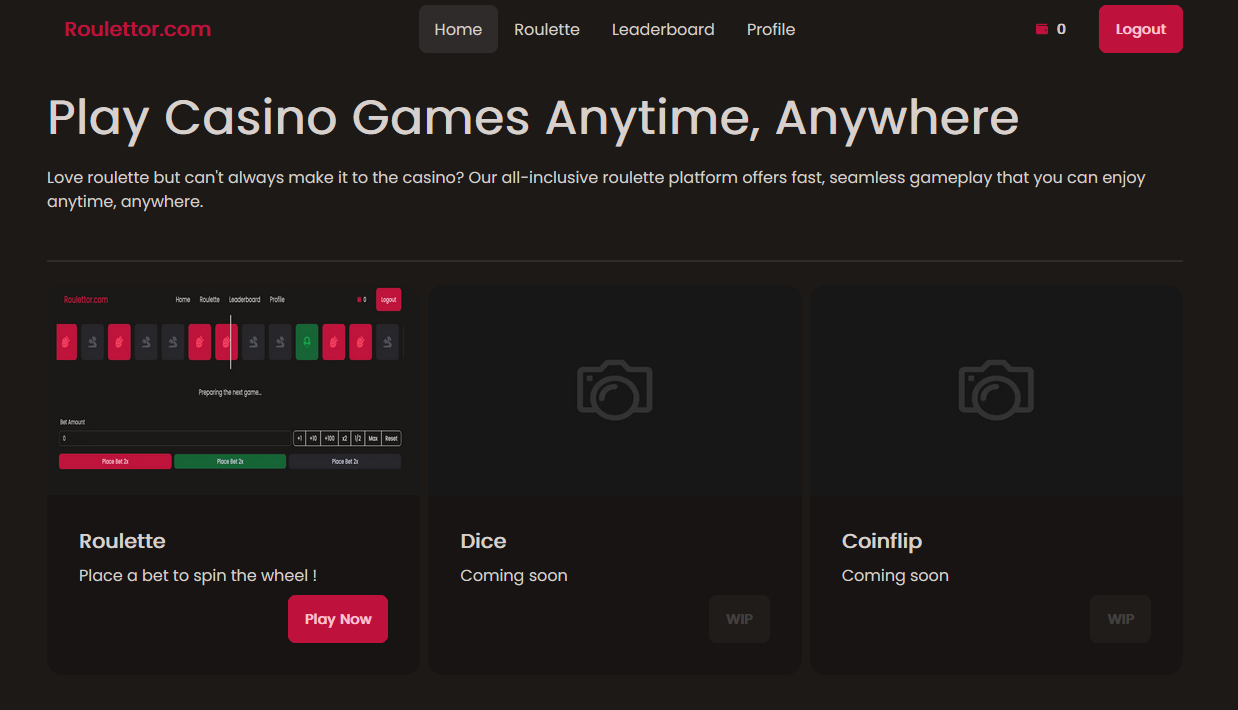 Roulettor.com
Home Roulette Leaderboard Profile
0
Logout
Play Casino Games Anytime, Anywhere
Love roulette but can't always make it to the casino? Our all-inclusive roulette platform offers fast, seamless gameplay that you can enjoy
anytime, anywhere.
Roulettor.com
Home Roulette Leaderboard Profile
0
Logout
Preparing the next game...
Bet Amount
0
+1 +10 +100 x2 1/2 Max Reset
Place Bet 2x
Place Bet 2x
Place Bet 2x
Roulette
Place a bet to spin the wheel !
Play Now
Dice
Coming soon
WIP
Coinflip
Coming soon
WIP